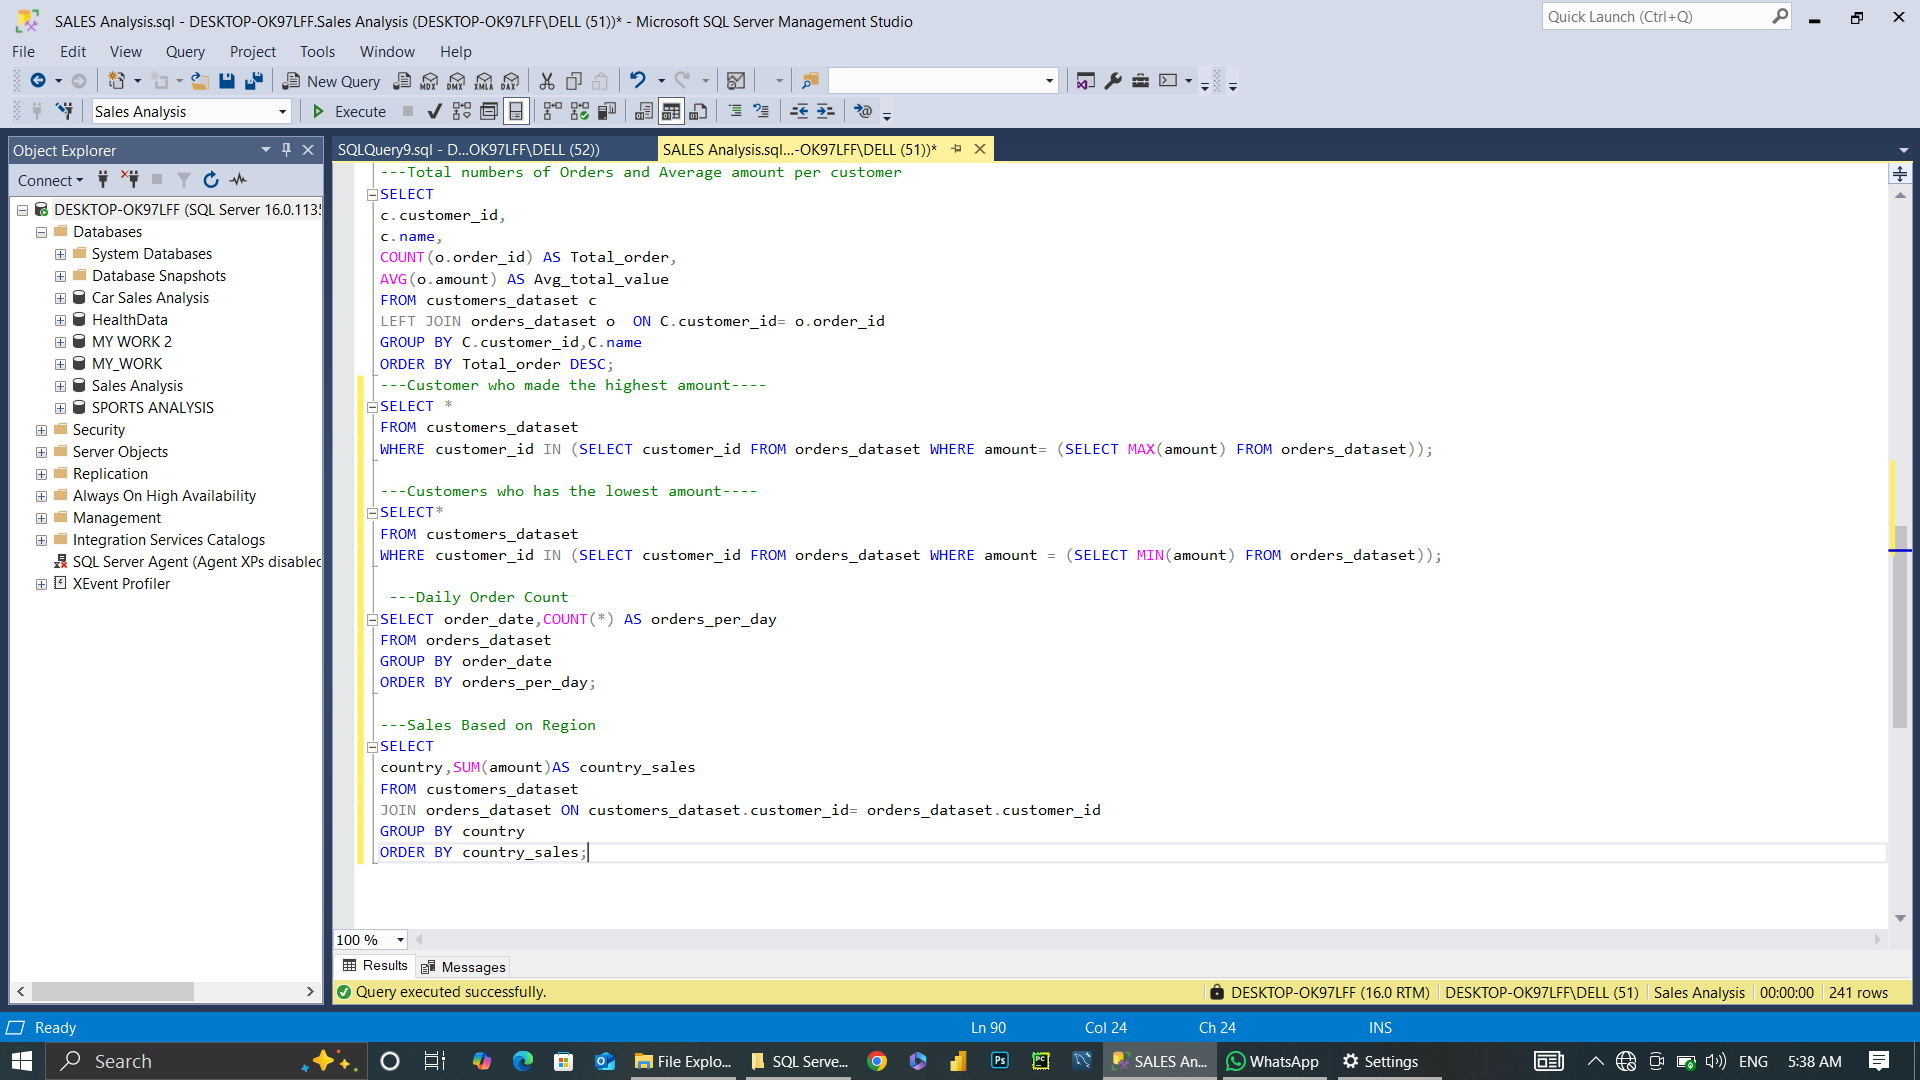 SALES Analysis.sql - DESKTOP-OK97LFF.Sales Analysis (DESKTOP-OK97LFF\DELL (51))* - Microsoft SQL Server Management Studio
Quick Launch (Ctrl+Q)
File Edit View Query Project Tools Window Help
New Query
MDX DMX XMLA DAX
Sales Analysis
Execute
Object Explorer
SQLQuery9.sql - D...OK97LFF\DELL (52))
SALES Analysis.sql...-OK97LFF\DELL (51))*
Connect
DESKTOP-OK97LFF (SQL Server 16.0.1135
Databases
System Databases
Database Snapshots
Car Sales Analysis
HealthData
MY WORK 2
MY_WORK
Sales Analysis
SPORTS ANALYSIS
Security
Server Objects
Replication
Always On High Availability
Management
Integration Services Catalogs
SQL Server Agent (Agent XPs disabled
XEvent Profiler
---Total numbers of Orders and Average amount per customer
SELECT
c.customer_id,
c.name,
COUNT(o.order_id) AS Total_order,
AVG(o.amount) AS Avg_total_value
FROM customers_dataset c
LEFT JOIN orders_dataset o  ON C.customer_id= o.order_id
GROUP BY C.customer_id,C.name
ORDER BY Total_order DESC;
---Customer who made the highest amount----
SELECT *
FROM customers_dataset
WHERE customer_id IN (SELECT customer_id FROM orders_dataset WHERE amount= (SELECT MAX(amount) FROM orders_dataset));
---Customers who has the lowest amount----
SELECT*
FROM customers_dataset
WHERE customer_id IN (SELECT customer_id FROM orders_dataset WHERE amount = (SELECT MIN(amount) FROM orders_dataset));
---Daily Order Count
SELECT order_date,COUNT(*) AS orders_per_day
FROM orders_dataset
GROUP BY order_date
ORDER BY orders_per_day;
---Sales Based on Region
SELECT
country,SUM(amount)AS country_sales
FROM customers_dataset
JOIN orders_dataset ON customers_dataset.customer_id= orders_dataset.customer_id
GROUP BY country
ORDER BY country_sales;
100 %
Results Messages
Query executed successfully.
DESKTOP-OK97LFF (16.0 RTM) DESKTOP-OK97LFF\DELL (51) Sales Analysis 00:00:00 241 rows
Ready
Ln 90 Col 24 Ch 24 INS
Search
File Explo... SQL Serve... Ps PC SALES An... WhatsApp Settings
ENG 5:38 AM